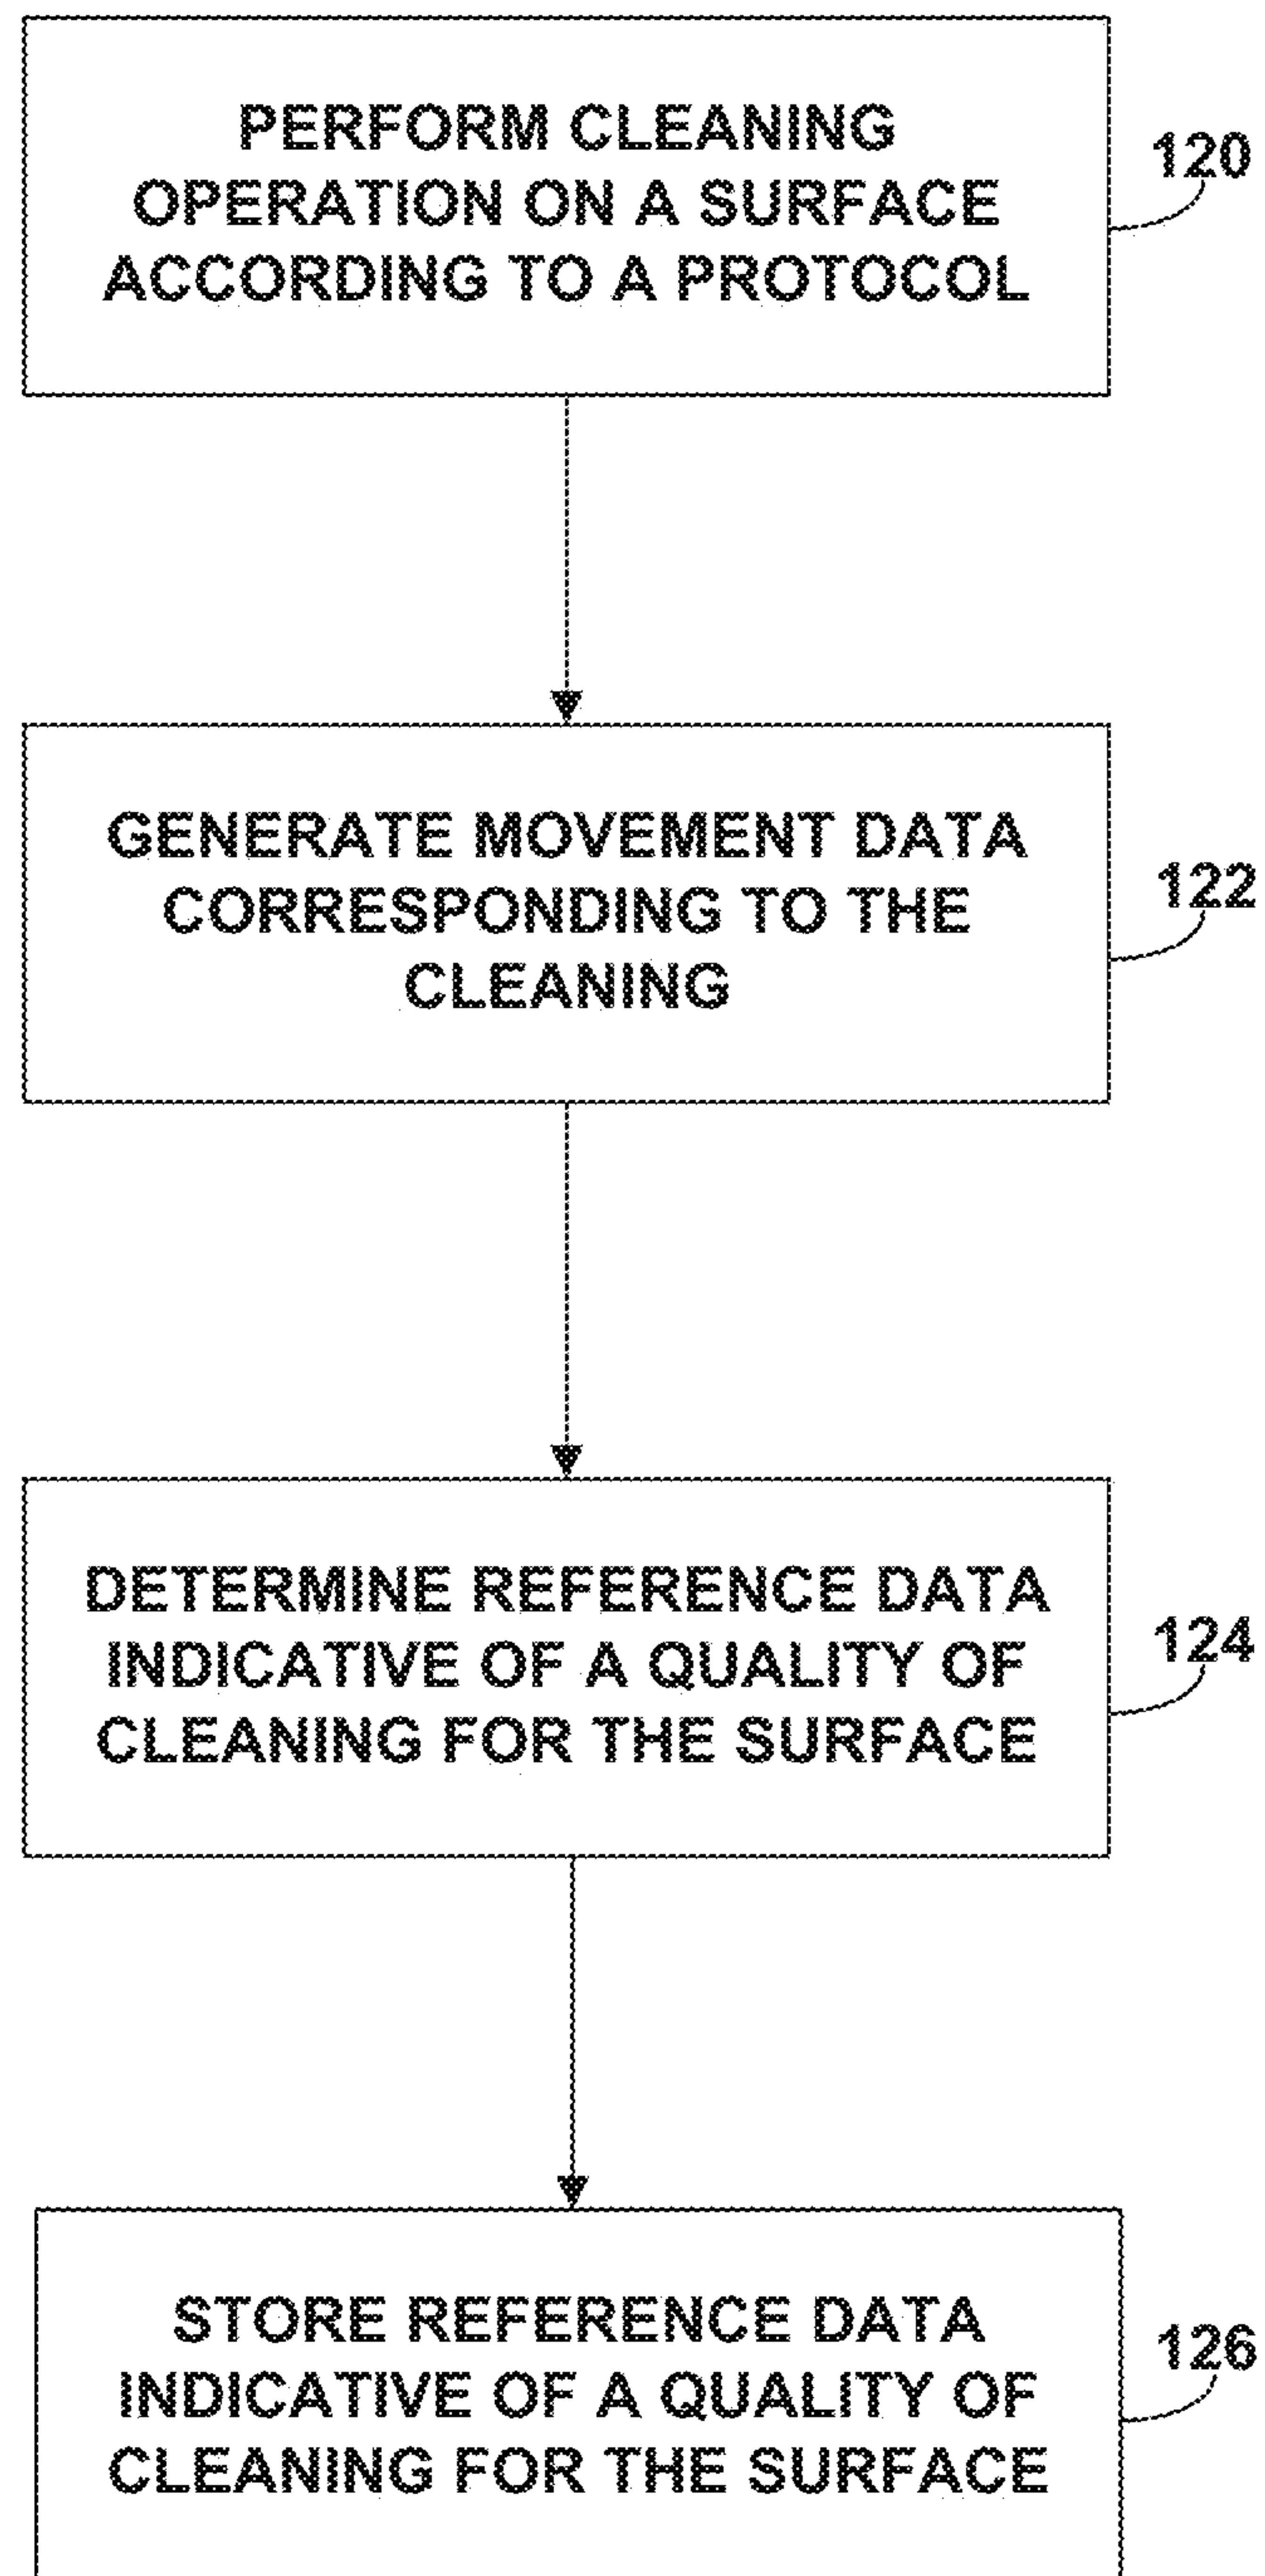 PERFORM CLEANING
OPERATION ON A SURFACE
ACCORDING TO A PROTOCOL
120
GENERATE MOVEMENT DATA
CORRESPONDING TO THE
CLEANING
122
DETERMINE REFERENCE DATA
INDICATIVE OF A QUALITY OF
CLEANING FOR THE SURFACE
124
STORE REFERENCE DATA
INDICATIVE OF A QUALITY OF
CLEANING FOR THE SURFACE
126